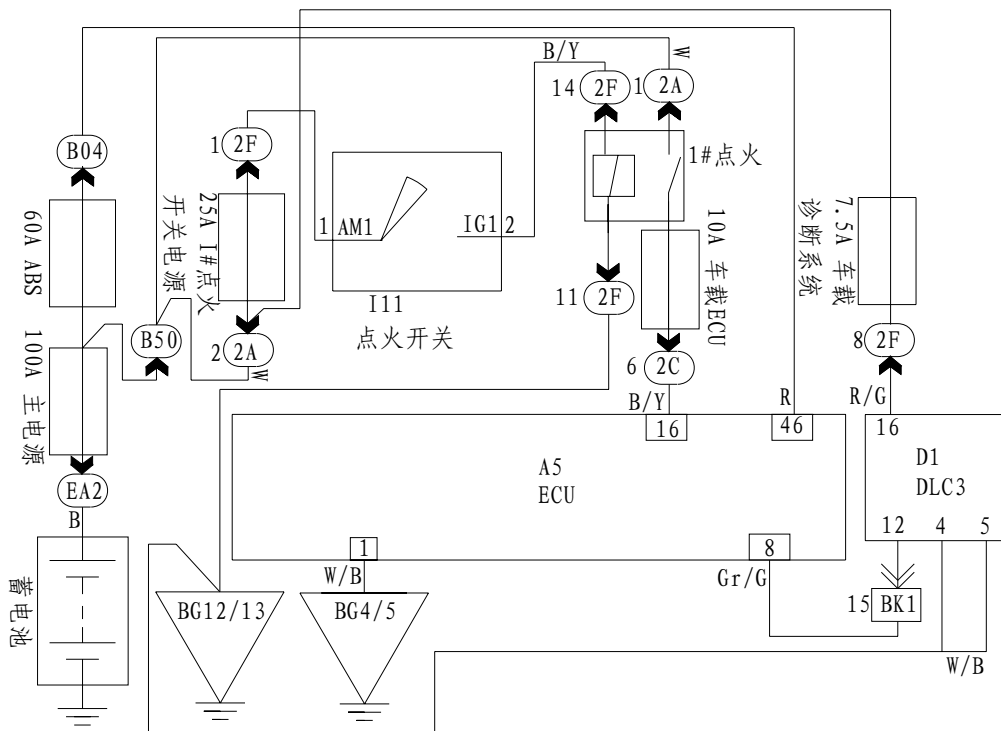 B/Y
W
14
2F
1
2A
1
2F
B04
1#点火
60A ABS
开关电源
25A I#点火
1
AM1
IG1
2
10A 车载ECU
诊断系统
7.5A 车载
I11
点火开关
11
2F
B50
2
2A
W
100A 主电源
6
2C
8
2F
B/Y
R
R/G
16
46
16
EA2
B
A5
ECU
D1
DLC3
12
4
5
1
8
W/B
Gr/G
蓄电池
BG12/13
BG4/5
15
BK1
W/B